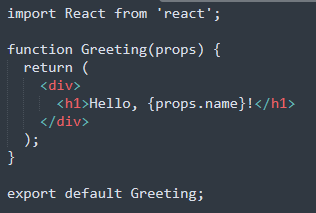 import React from 'react';

function Greeting(props) {
  return (
    <div>
      <h1>Hello, {props.name}!</h1>
    </div>
  );
}

export default Greeting;